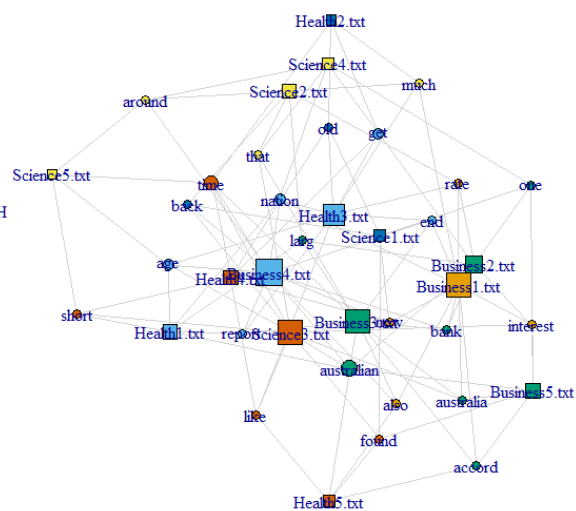 Health2.txt
Science4.txt
much
Science2.txt
around
old
get
that
Science5.txt
time
rate
one
back
nation
H
Health3.txt
end
larg
Science1.txt
age
Business2.txt
Health4.txt
Business4.txt
Business1.txt
short
Health1.txt
report
Science3.txt
Business3.txt
bank
interest
australian
Business5.txt
like
also
australia
found
accord
Health5.txt